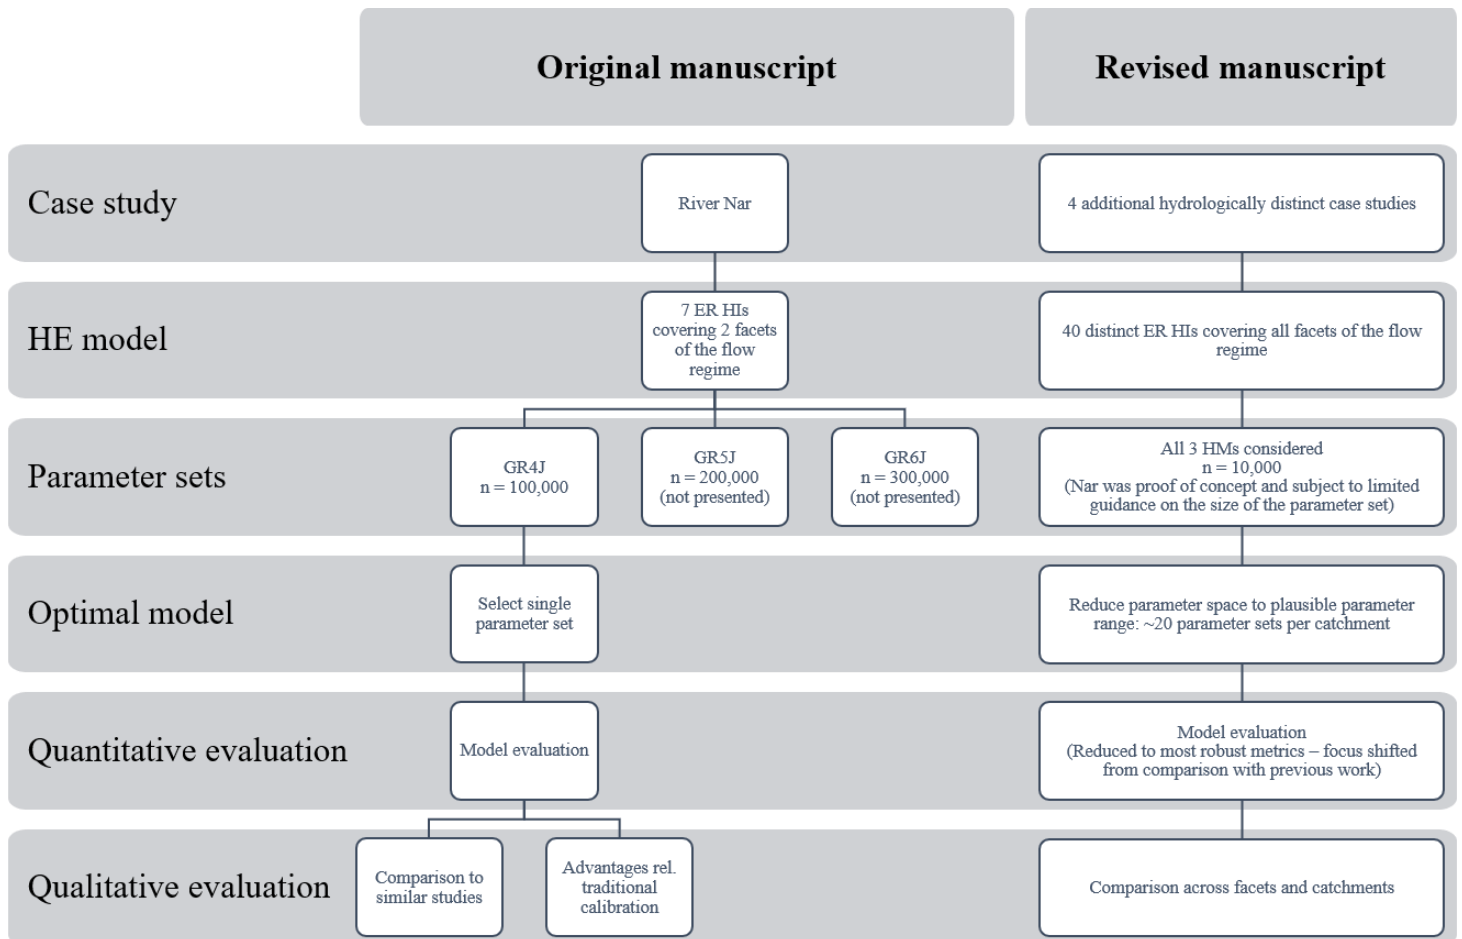 Original manuscript
Revised manuscript
Case study
River Nar
4 additional hydrologically distinct case studies
HE model
7 ER HIs
covering 2 facets
of the flow
regime
40 distinct ER HIs covering all facets of the flow
regime
Parameter sets
GR4J
n = 100,000
GR5J
n = 200,000
(not presented)
GR6J
n = 300,000
(not presented)
All 3 HMs considered
n = 10,000
(Nar was proof of concept and subject to limited
guidance on the size of the parameter set)
Optimal model
Select single
parameter set
Reduce parameter space to plausible parameter
range: ~20 parameter sets per catchment
Quantitative evaluation
Model evaluation
Model evaluation
(Reduced to most robust metrics – focus shifted
from comparison with previous work)
Qualitative evaluation
Comparison to
similar studies
Advantages rel.
traditional
calibration
Comparison across facets and catchments